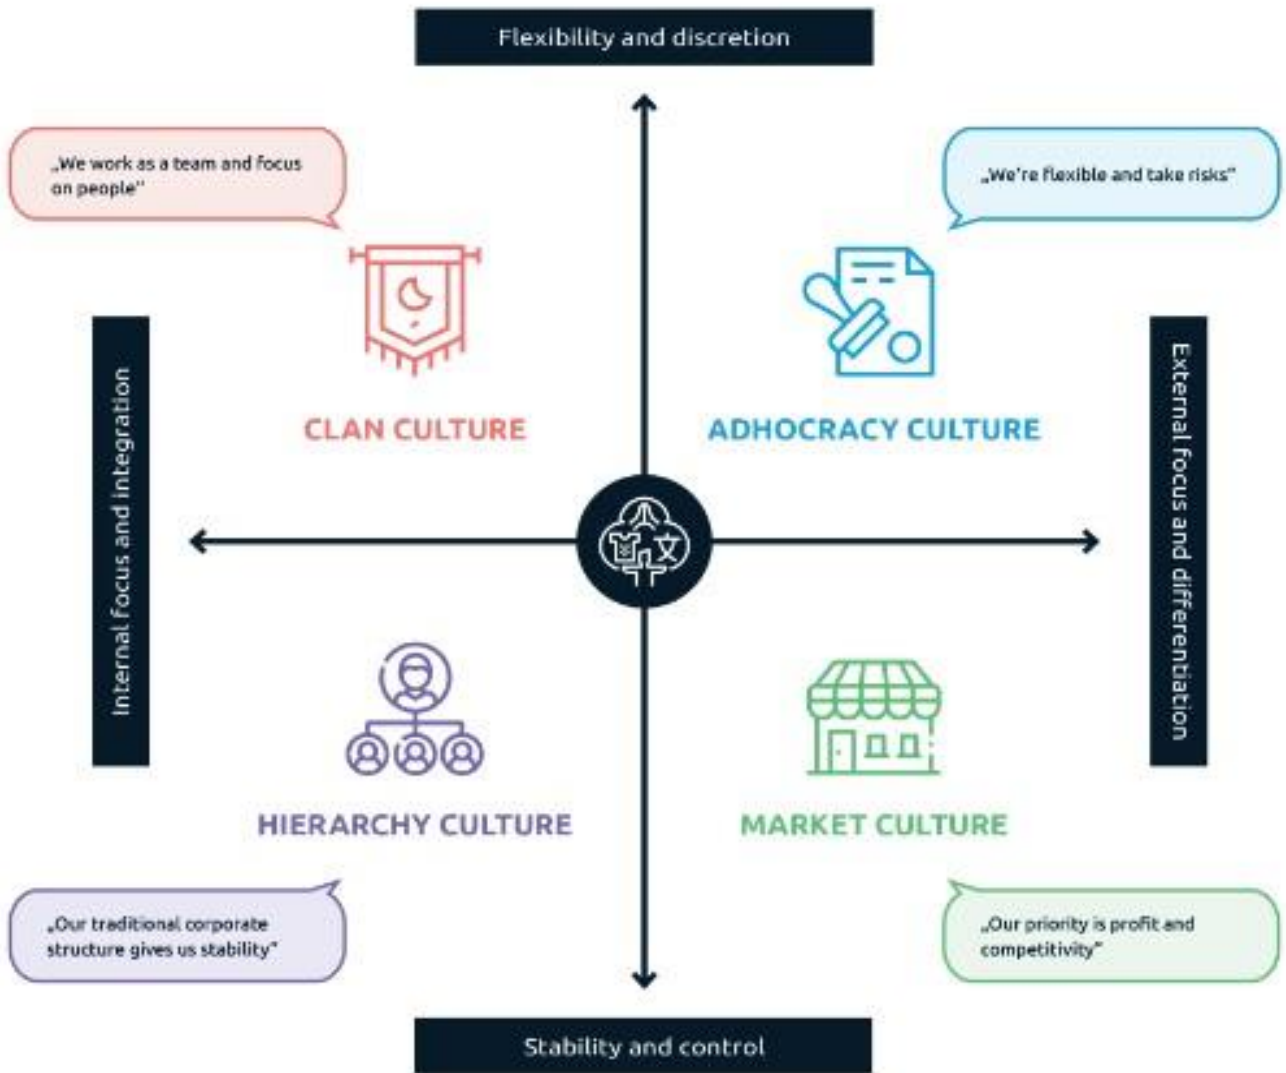 Flexibility and discretion
„We work as a team and focus
on people"
„We're flexible and take risks"
CLAN CULTURE
ADHOCRACY CULTURE
Internal focus and integration
External focus and differentiation
文
HIERARCHY CULTURE
MARKET CULTURE
„Our traditional corporate
structure gives us stability"
„Our priority is profit and
competitivity"
Stability and control